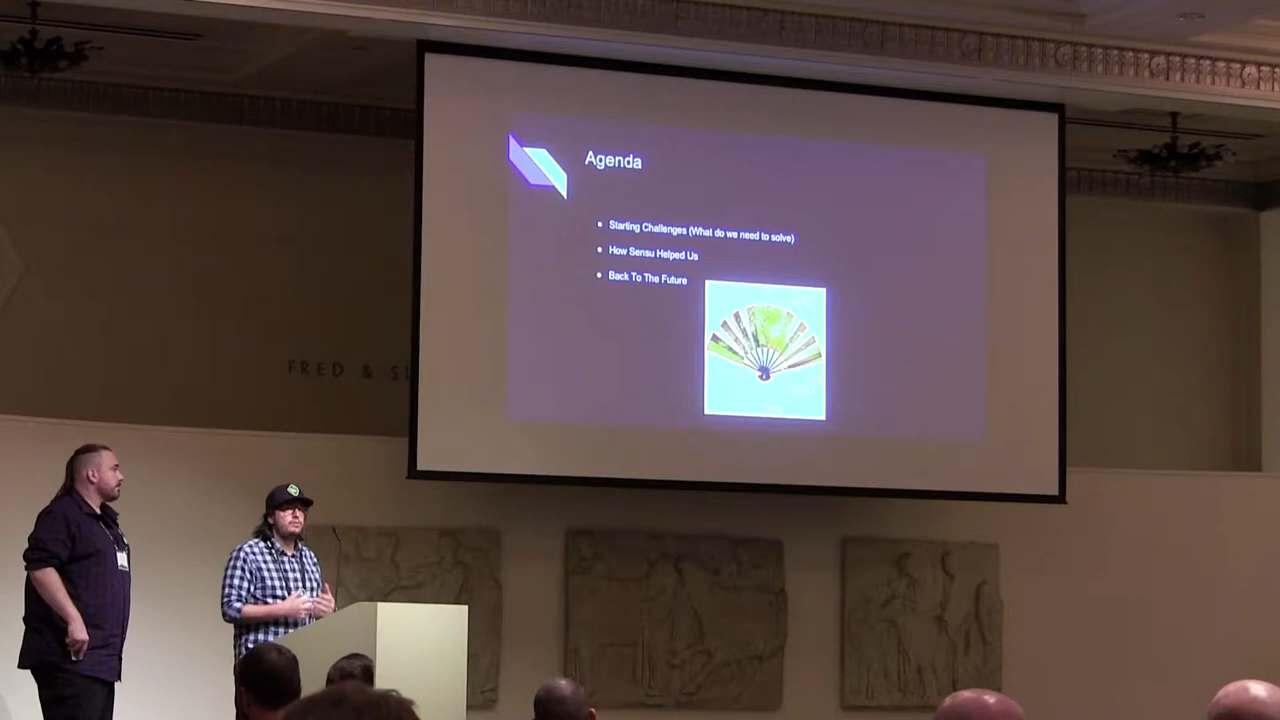 Agenda
Starting Challenges (What do we need to solve)
How Sensu Helped Us
Back To The Future
FRED &